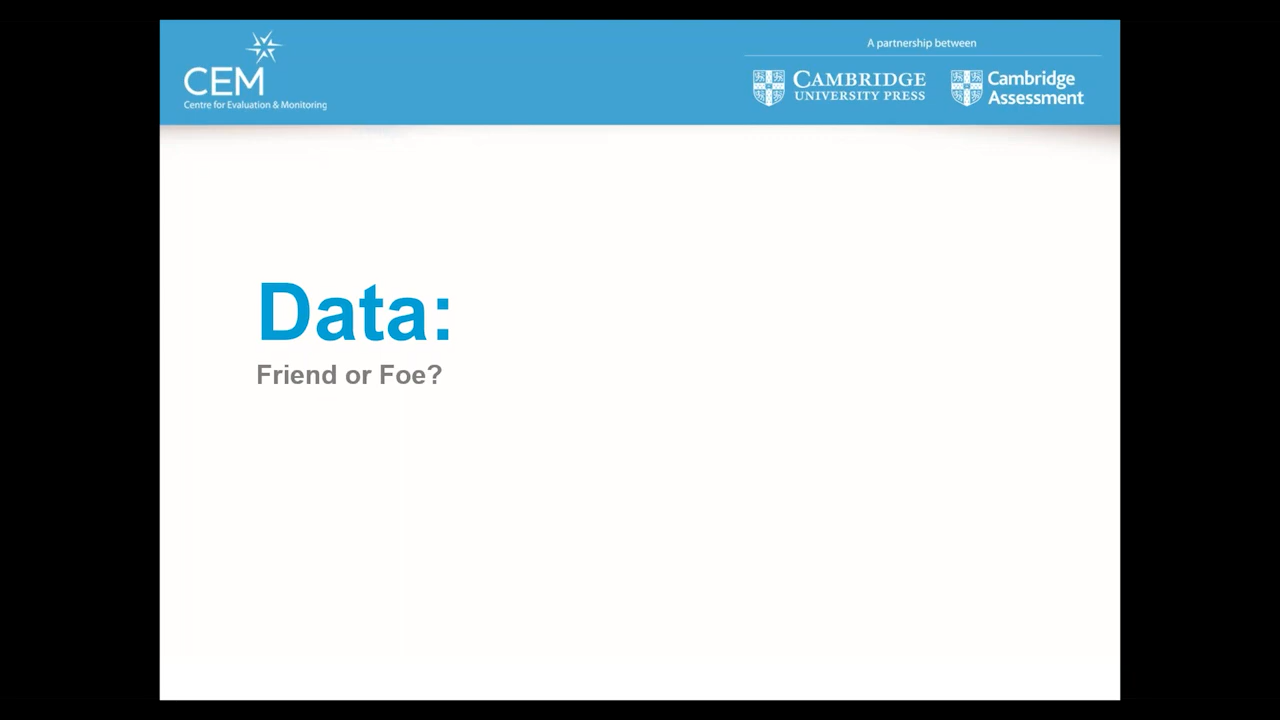 CEM
Centre for Evaluation & Monitoring
A partnership between
CAMBRIDGE
UNIVERSITY PRESS
Cambridge
Assessment
Data:
Friend or Foe?